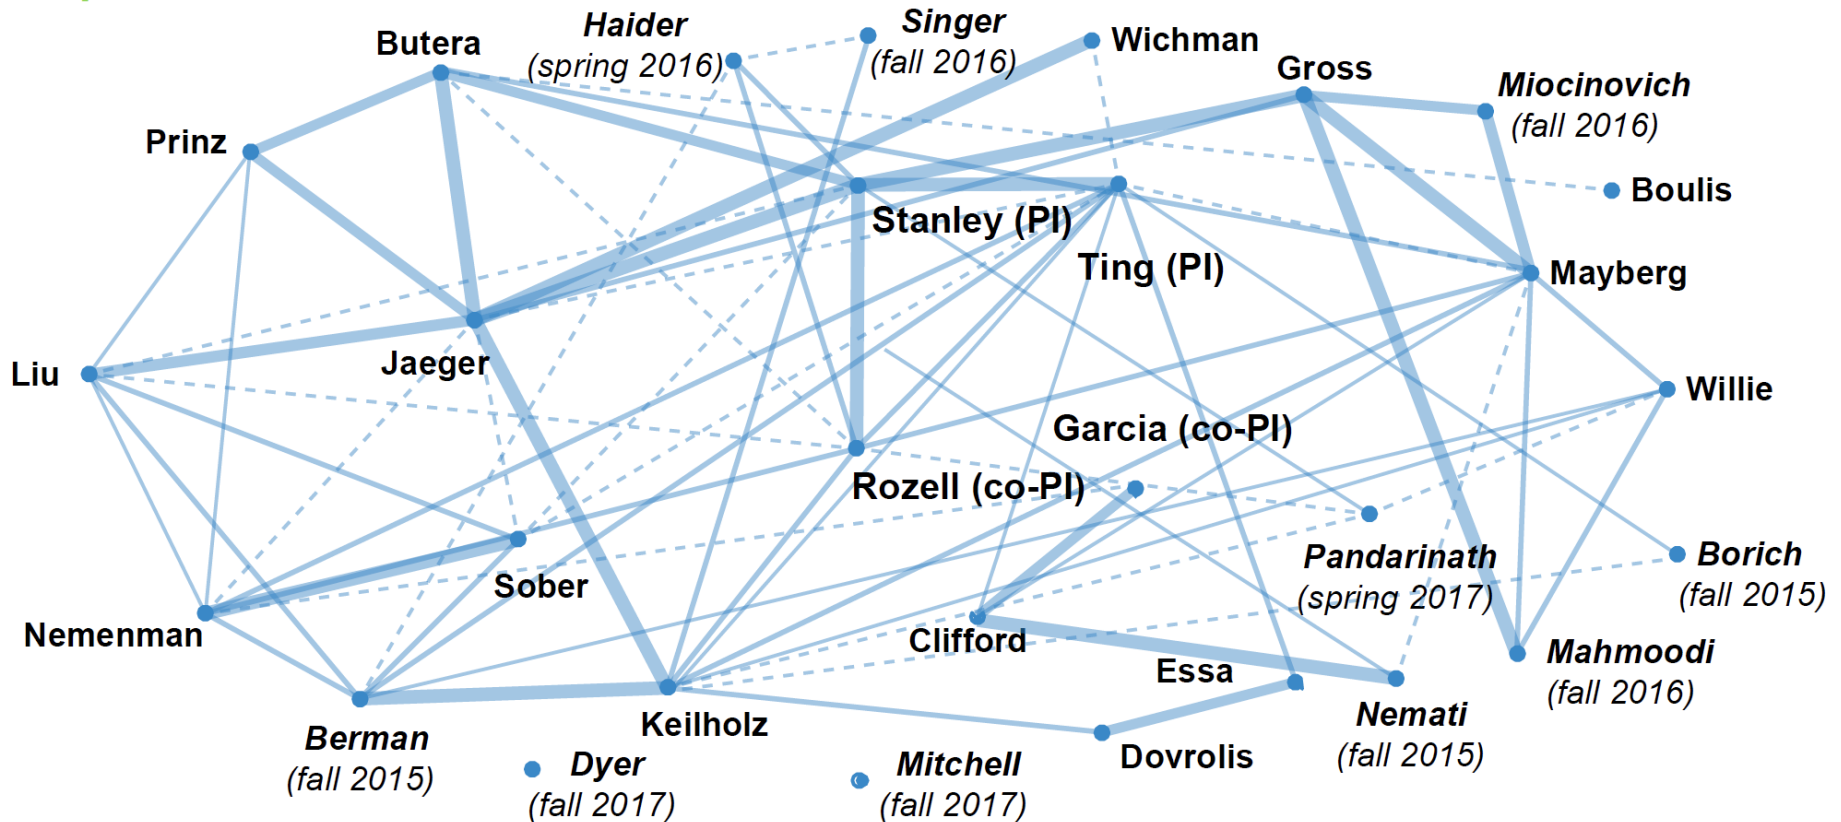 Haider
(spring 2016)
Singer
(fall 2016)
Butera
Wichman
Gross
Miocinovich
(fall 2016)
Prinz
Boulis
Stanley (PI)
Ting (PI)
Mayberg
Liu
Jaeger
Willie
Garcia (co-PI)
Rozell (co-PI)
Sober
Pandarinath
(spring 2017)
Borich
(fall 2015)
Nemenman
Clifford
Essa
Mahmoodi
(fall 2016)
Keilholz
Nemati
(fall 2015)
Berman
(fall 2015)
Dovrolis
Dyer
(fall 2017)
Mitchell
(fall 2017)